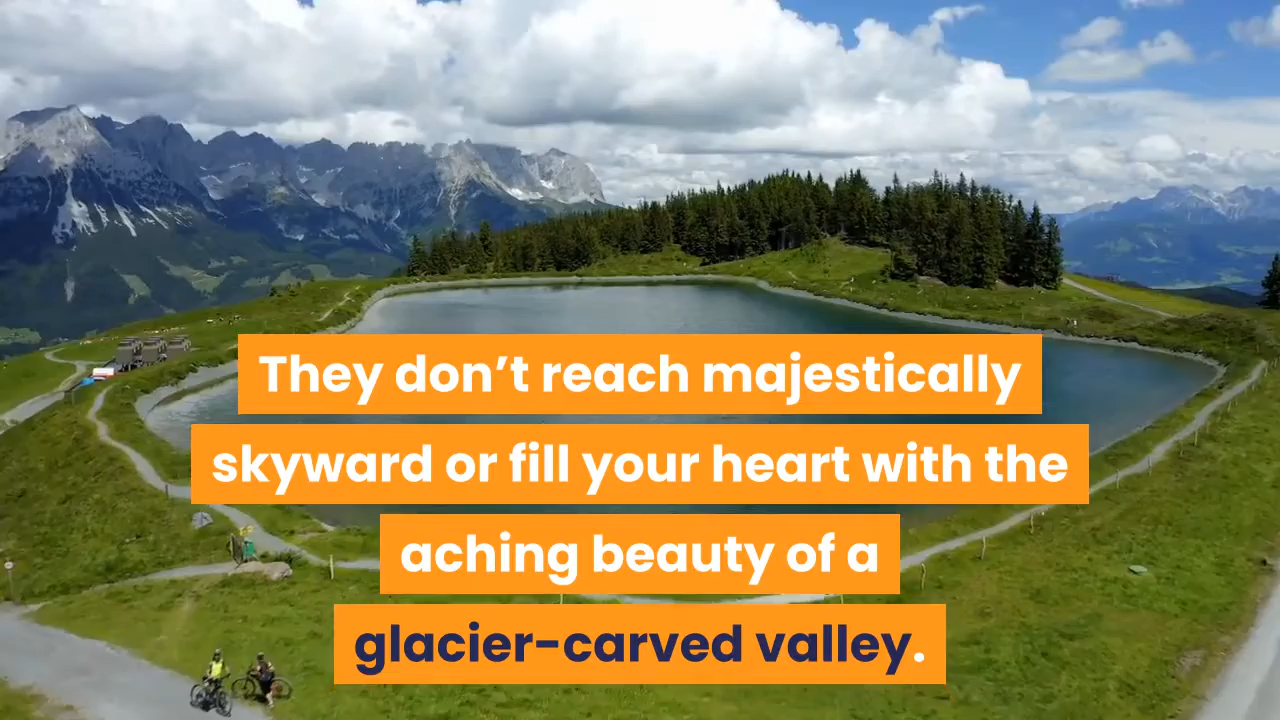 They don’t reach majestically
skyward or fill your heart with the
aching beauty of a
glacier-carved valley.